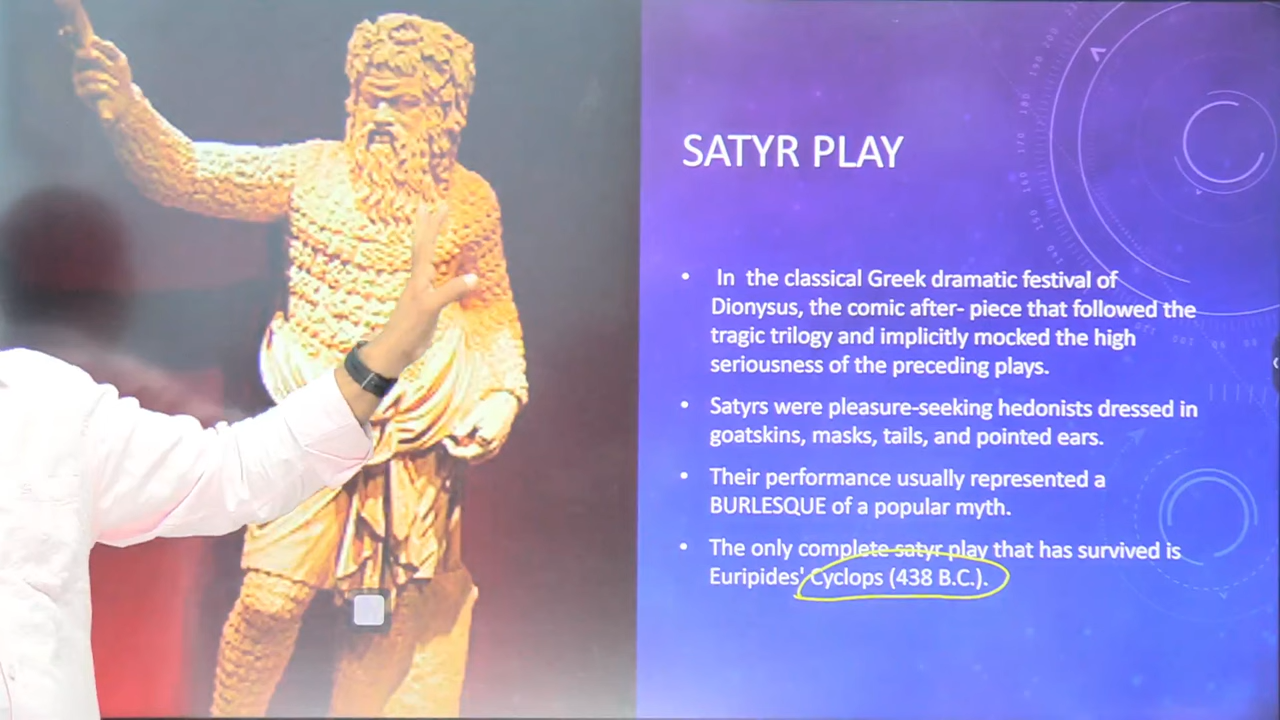 SATYR PLAY
• In the classical Greek dramatic festival of
Dionysus, the comic after- piece that followed the
tragic trilogy and implicitly mocked the high
seriousness of the preceding plays.
• Satyrs were pleasure-seeking hedonists dressed in
goatskins, masks, tails, and pointed ears.
• Their performance usually represented a
BURLESQUE of a popular myth.
• The only complete satyr play that has survived is
Euripides' Cyclops (438 B.C.).